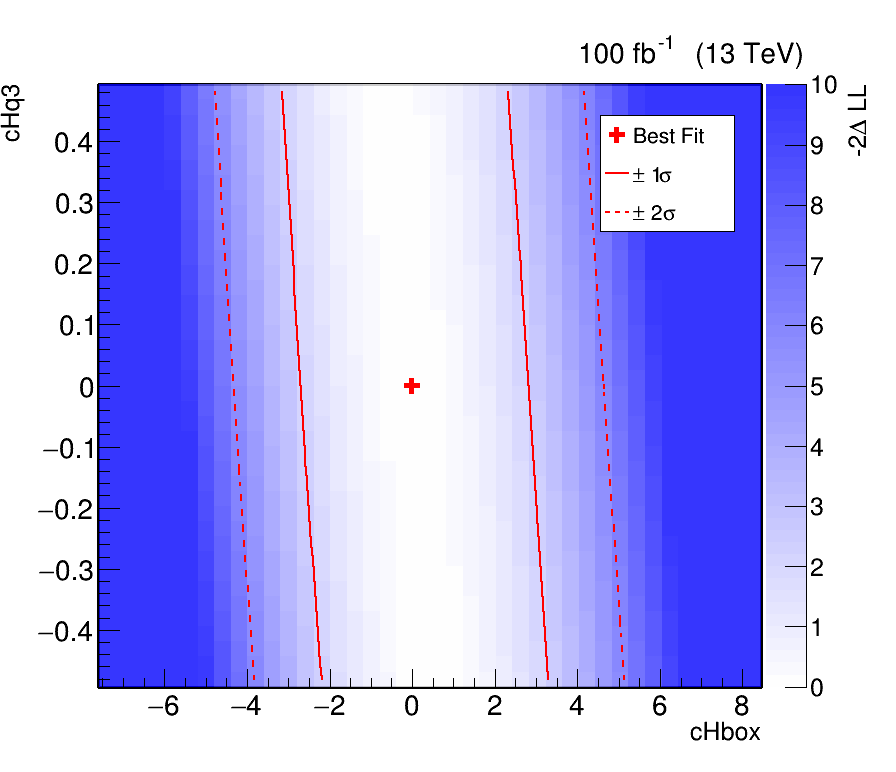 100 fb-1 (13 TeV)
cHq3
0.4
0.3
0.2
0.1
0
−0.1
−0.2
−0.3
−0.4
Best Fit
± 1σ
± 2σ
10
9
8
7
6
5
4
3
2
1
0
-2Δ LL
−6 −4 −2 0 2 4 6 8
cHbox